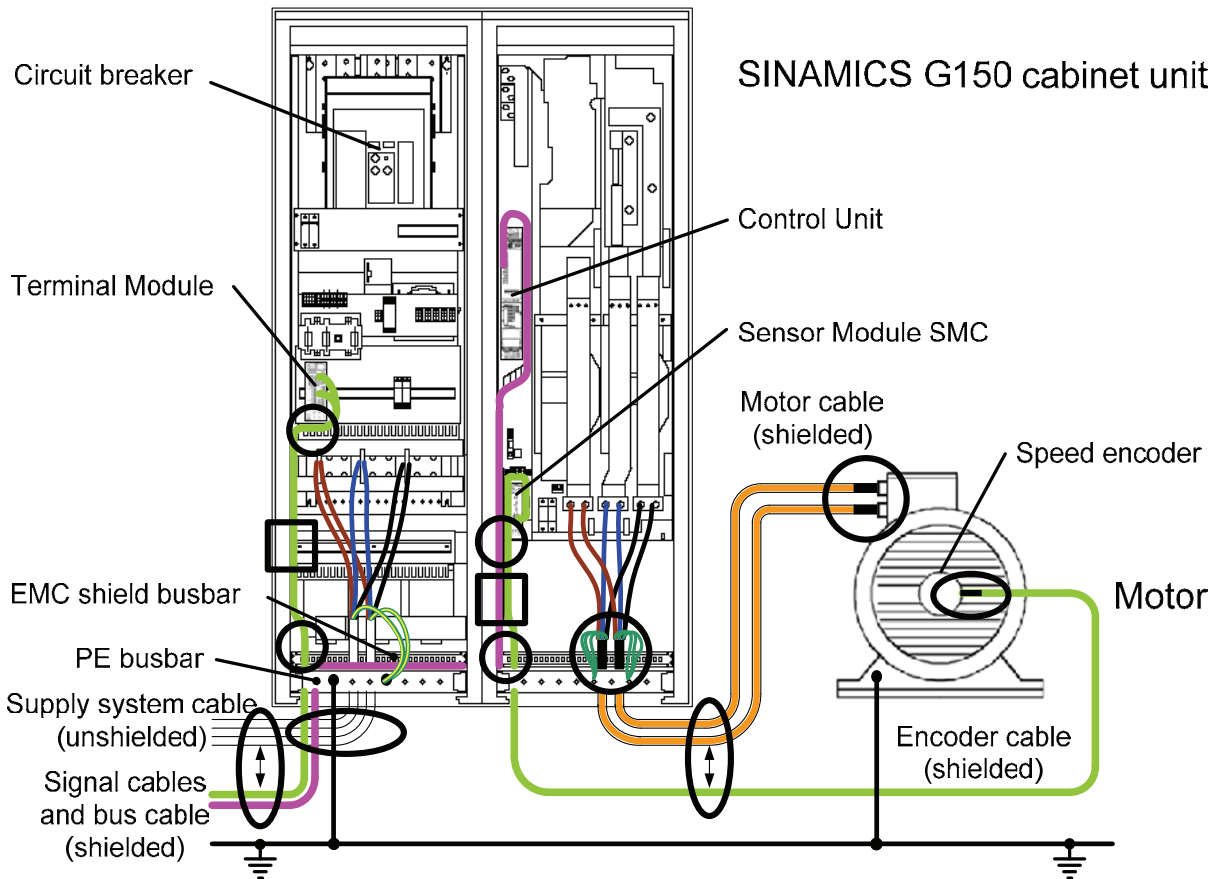 SINAMICS G150 cabinet unit
Circuit breaker
Control Unit
Terminal Module
Sensor Module SMC
Motor cable
(shielded)
Speed encoder
EMC shield busbar
Motor
PE busbar
Supply system cable
(unshielded)
Encoder cable
(shielded)
Signal cables
and bus cable
(shielded)